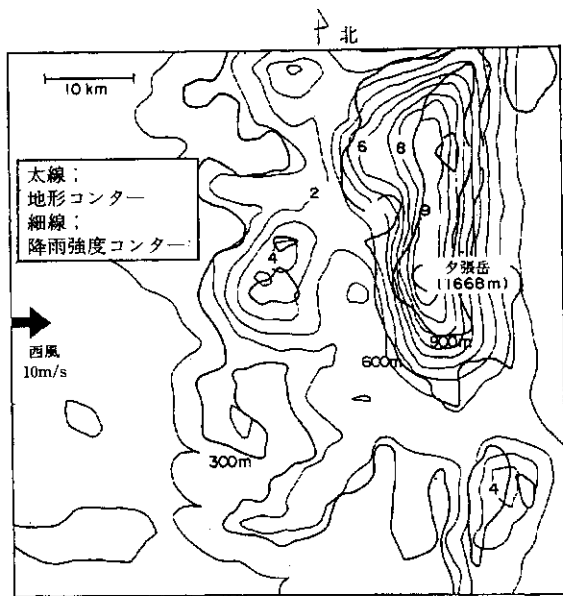 北
10 km
太線；
地形コンター
細線；
降雨強度コンター
6
8
2
9
4
夕張岳
(1668m)
西風
10m/s
900m
600m
300m
4